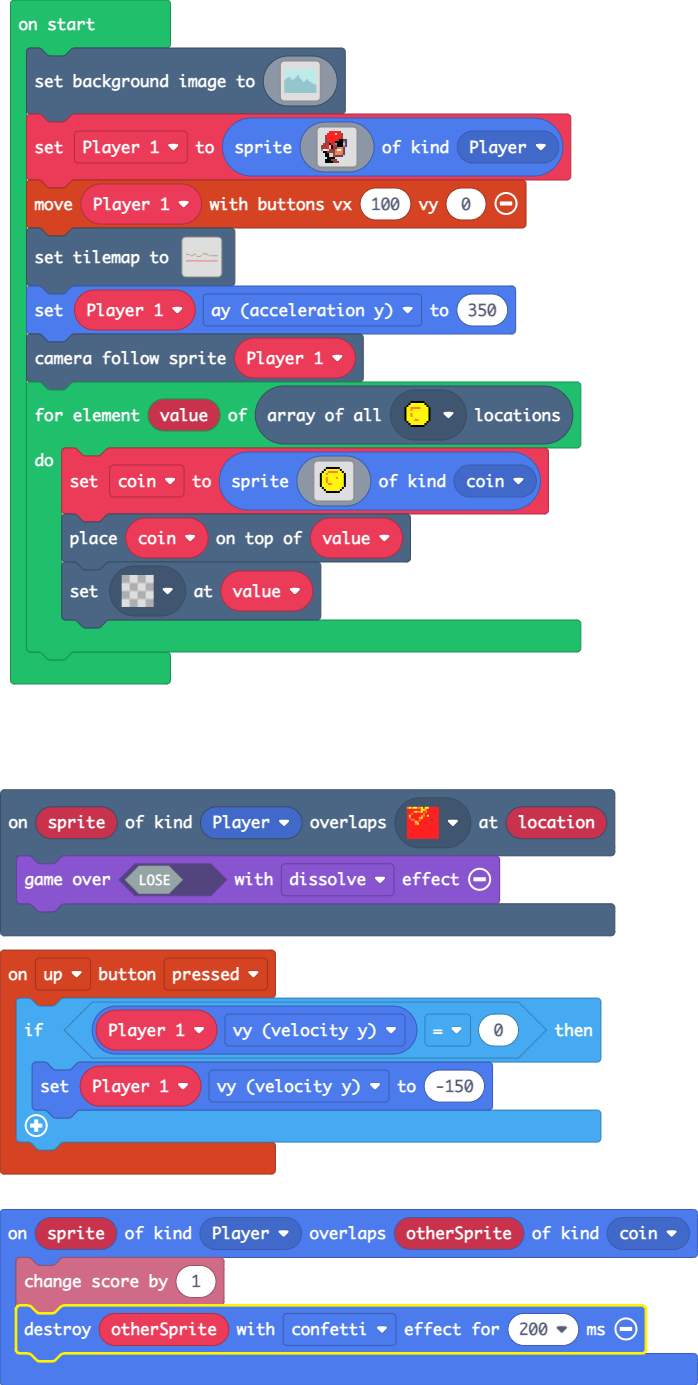 on start
set background image to
set Player 1 to sprite of kind Player
move Player 1 with buttons vx 100 vy 0
set tilemap to
set Player 1 ay (acceleration y) to 350
camera follow sprite Player 1
for element value of array of all locations
do
set coin to sprite of kind coin
place coin on top of value
set at value
on sprite of kind Player overlaps at location
game over LOSE with dissolve effect
on up button pressed
if Player 1 vy (velocity y) = 0 then
set Player 1 vy (velocity y) to -150
on sprite of kind Player overlaps otherSprite of kind coin
change score by 1
destroy otherSprite with confetti effect for 200 ms